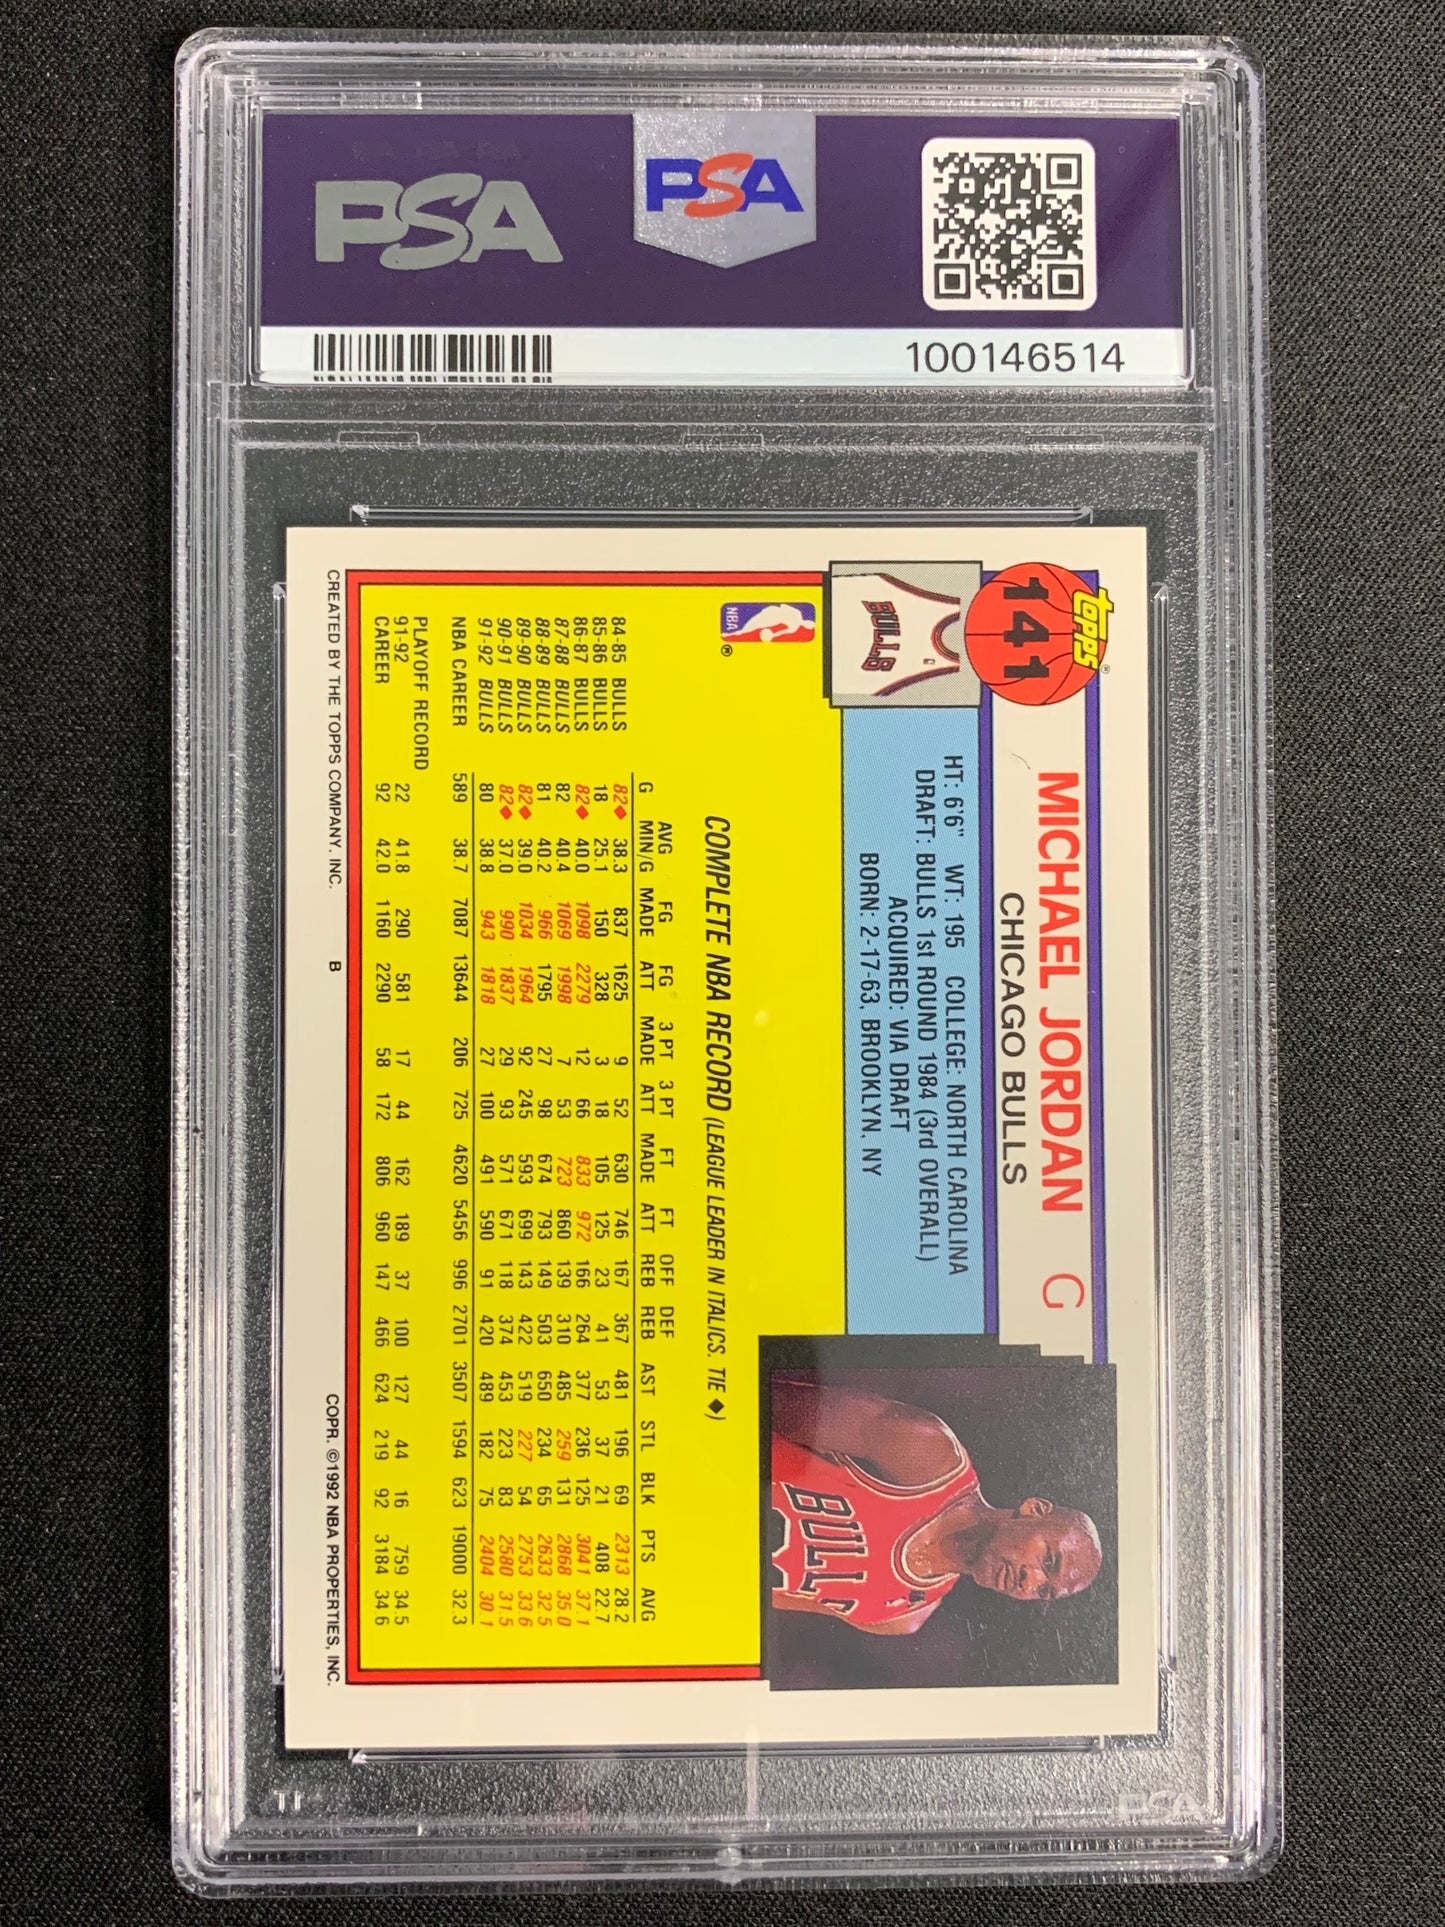 PSA
PSA
100146514
topps®
141
MICHAEL JORDAN G
CHICAGO BULLS
BULLS
HT: 6'6" WT: 195 COLLEGE: NORTH CAROLINA
DRAFT: BULLS 1st ROUND 1984 (3rd OVERALL)
ACQUIRED: VIA DRAFT
BORN: 2-17-63, BROOKLYN, NY
BULLS
NBA ®
COMPLETE NBA RECORD (LEAGUE LEADER IN ITALICS, TIE ◆)
AVG FG FG 3 PT 3 PT FT FT OFF DEF
G MIN/G MADE ATT MADE ATT MADE ATT REB REB AST STL BLK PTS AVG
84-85 BULLS 82◆ 38.3 837 1625 9 52 630 746 167 367 481 196 69 2313 28.2
85-86 BULLS 18 25.1 150 328 3 18 105 125 23 41 53 37 21 408 22.7
86-87 BULLS 82◆ 40.0 1098 2279 12 66 833 972 166 264 377 236 125 3041 37.1
87-88 BULLS 82 40.4 1069 1998 7 53 723 860 139 310 485 259 131 2868 35.0
88-89 BULLS 81 40.2 966 1795 27 98 674 793 149 503 650 234 65 2633 32.5
89-90 BULLS 82◆ 39.0 1034 1964 92 245 593 699 143 422 519 227 54 2753 33.6
90-91 BULLS 82◆ 37.0 990 1837 29 93 571 671 118 374 453 223 83 2580 31.5
91-92 BULLS 80 38.8 943 1818 27 100 491 590 91 420 489 182 75 2404 30.1
NBA CAREER 589 38.7 7087 13644 206 725 4620 5456 996 2701 3507 1594 623 19000 32.3
PLAYOFF RECORD
91-92 22 41.8 290 581 17 44 162 189 37 100 127 44 16 759 34.5
CAREER 92 42.0 1160 2290 58 172 806 960 147 466 624 219 92 3184 34.6
CREATED BY THE TOPPS COMPANY, INC. B COPR. ©1992 NBA PROPERTIES, INC.
PSA